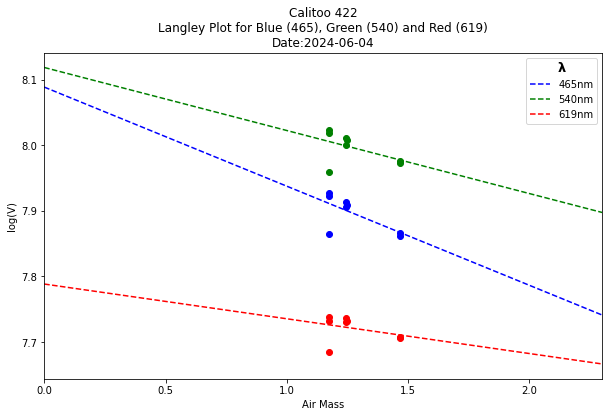 Calitoo 422
Langley Plot for Blue (465), Green (540) and Red (619)
Date:2024-06-04
λ
465nm
540nm
619nm
log(V)
8.1
8.0
7.9
7.8
7.7
0.0 0.5 1.0 1.5 2.0
Air Mass